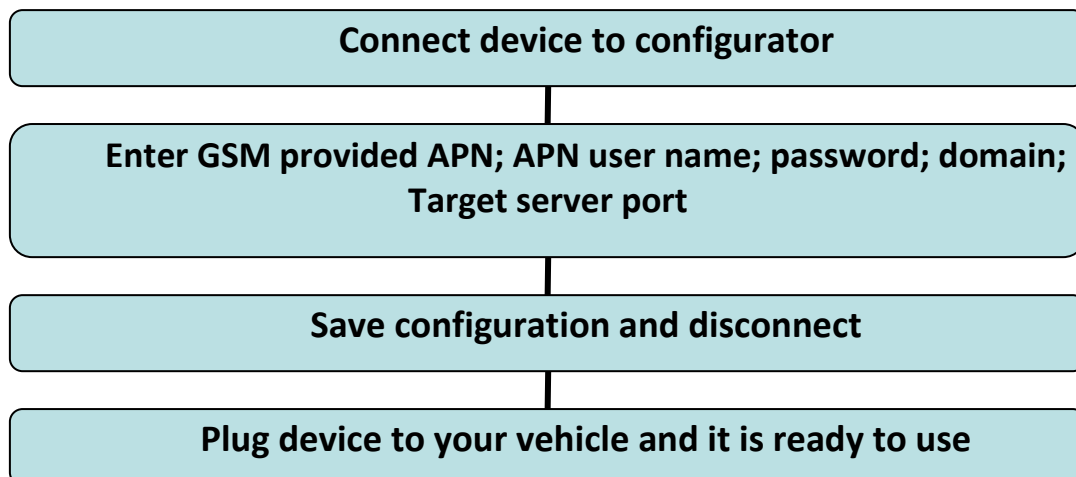 Connect device to configurator
Enter GSM provided APN; APN user name; password; domain;
Target server port
Save configuration and disconnect
Plug device to your vehicle and it is ready to use